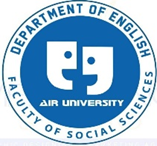 DEPARTMENT OF ENGLISH
AIR UNIVERSITY
FACULTY OF SOCIAL SCIENCES